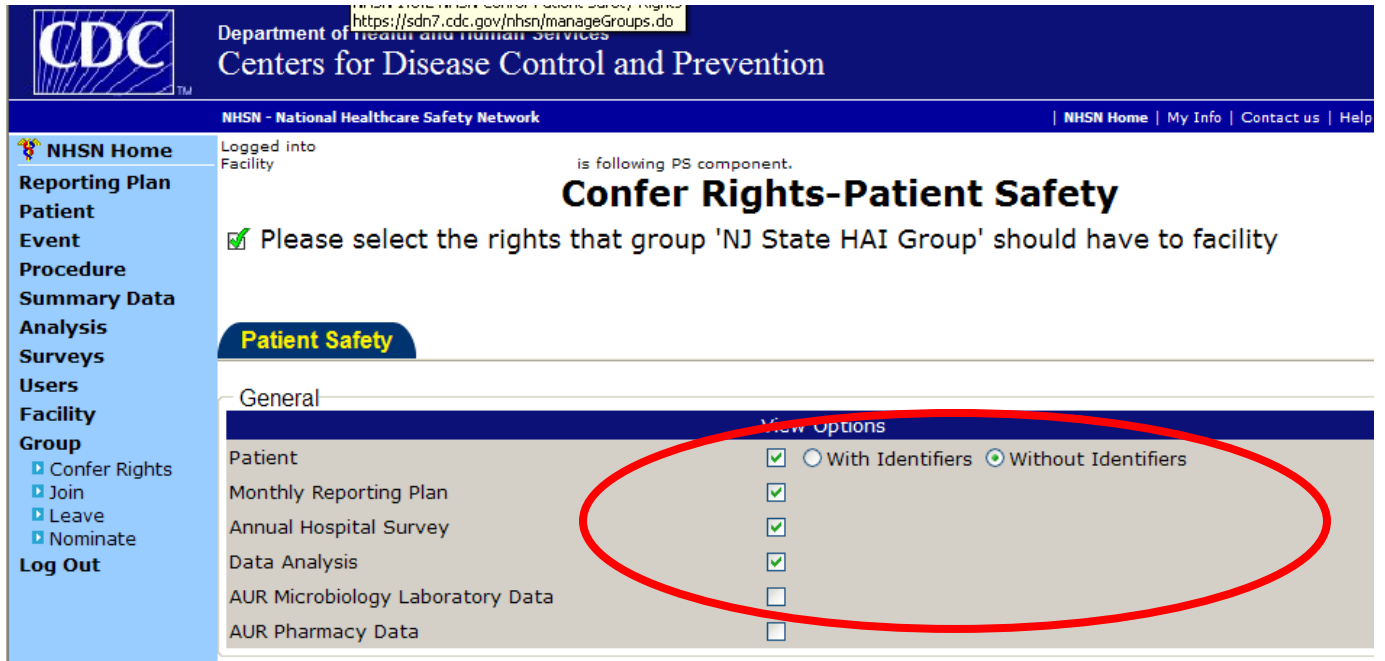 https://sdn7.cdc.gov/nhsn/manageGroups.do
CDC TM
Department of Health and Human Services
Centers for Disease Control and Prevention
NHSN - National Healthcare Safety Network | NHSN Home | My Info | Contact us | Help
NHSN Home
Reporting Plan
Patient
Event
Procedure
Summary Data
Analysis
Surveys
Users
Facility
Group
Confer Rights
Join
Leave
Nominate
Log Out
Logged into
Facility is following PS component.
Confer Rights-Patient Safety
Please select the rights that group 'NJ State HAI Group' should have to facility
Patient Safety
General
View Options
Patient With Identifiers Without Identifiers
Monthly Reporting Plan
Annual Hospital Survey
Data Analysis
AUR Microbiology Laboratory Data
AUR Pharmacy Data